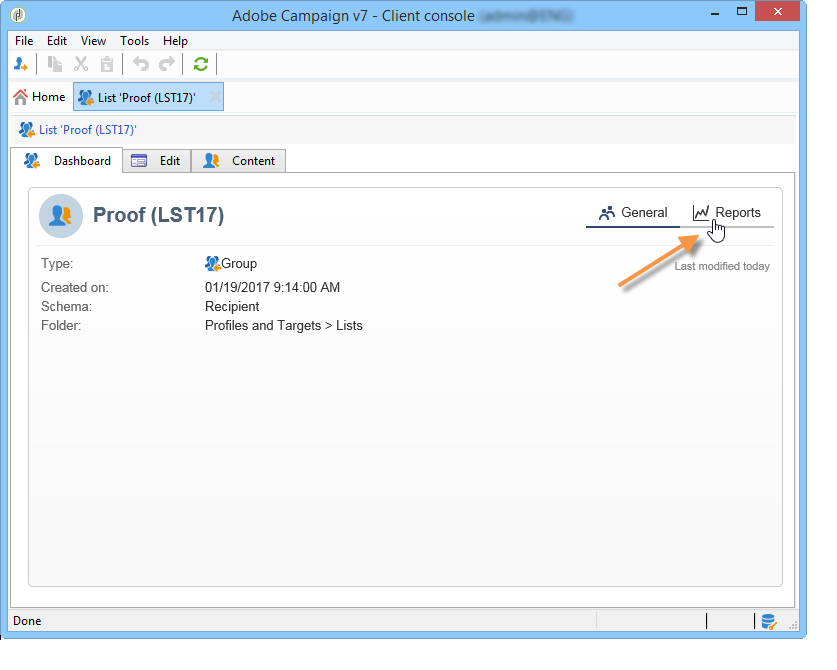 Adobe Campaign v7 - Client console
File Edit View Tools Help
Home List 'Proof (LST17)'
List 'Proof (LST17)'
Dashboard Edit Content
Proof (LST17) General Reports
Last modified today
Type: Group
Created on: 01/19/2017 9:14:00 AM
Schema: Recipient
Folder: Profiles and Targets > Lists
Done